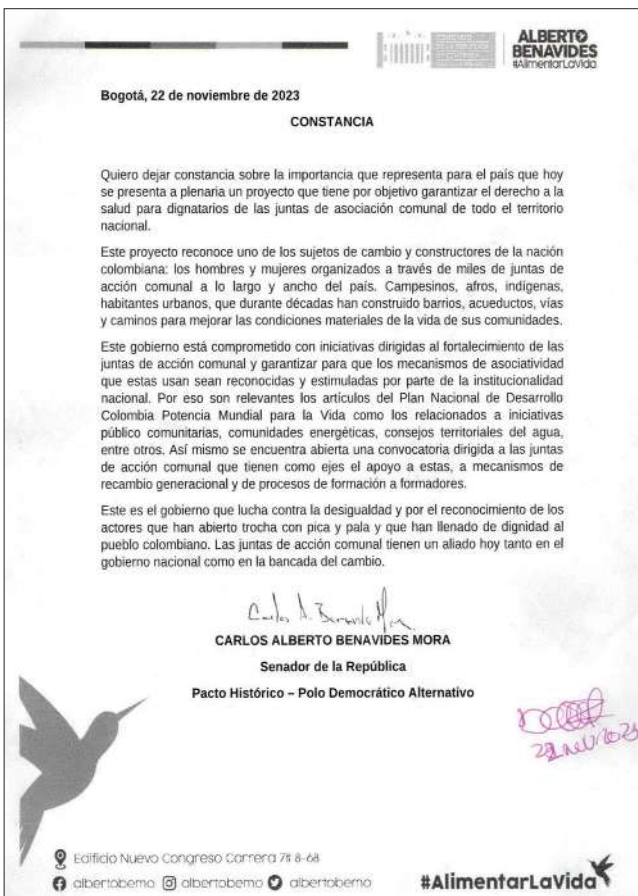 ALBERTO
BENAVIDES
#AlimentarLaVida
Bogotá, 22 de noviembre de 2023
CONSTANCIA
Quiero dejar constancia sobre la importancia que representa para el país que hoy
se presenta a plenaria un proyecto que tiene por objetivo garantizar el derecho a la
salud para dignatarios de las juntas de asociación comunal de todo el territorio
nacional.
Este proyecto reconoce uno de los sujetos de cambio y constructores de la nación
colombiana: los hombres y mujeres organizados a través de miles de juntas de
acción comunal a lo largo y ancho del país. Campesinos, afros, indígenas,
habitantes urbanos, que durante décadas han construido barrios, acueductos, vías
y caminos para mejorar las condiciones materiales de la vida de sus comunidades.
Este gobierno está comprometido con iniciativas dirigidas al fortalecimiento de las
juntas de acción comunal y garantizar para que los mecanismos de asociatividad
que estas usan sean reconocidas y estimuladas por parte de la institucionalidad
nacional. Por eso son relevantes los artículos del Plan Nacional de Desarrollo
Colombia Potencia Mundial para la Vida como los relacionados a iniciativas
público comunitarias, comunidades energéticas, consejos territoriales del agua,
entre otros. Así mismo se encuentra abierta una convocatoria dirigida a las juntas
de acción comunal que tienen como ejes el apoyo a estas, a mecanismos de
recambio generacional y de procesos de formación a formadores.
Este es el gobierno que lucha contra la desigualdad y por el reconocimiento de los
actores que han abierto trocha con pica y pala y que han llenado de dignidad al
pueblo colombiano. Las juntas de acción comunal tienen un aliado hoy tanto en el
gobierno nacional como en la bancada del cambio.
CARLOS ALBERTO BENAVIDES MORA
Senador de la República
Pacto Histórico – Polo Democrático Alternativo
Edificio Nuevo Congreso Carrera 7# 8-68
albertobemo albertobemo albertobemo
#AlimentarLaVida